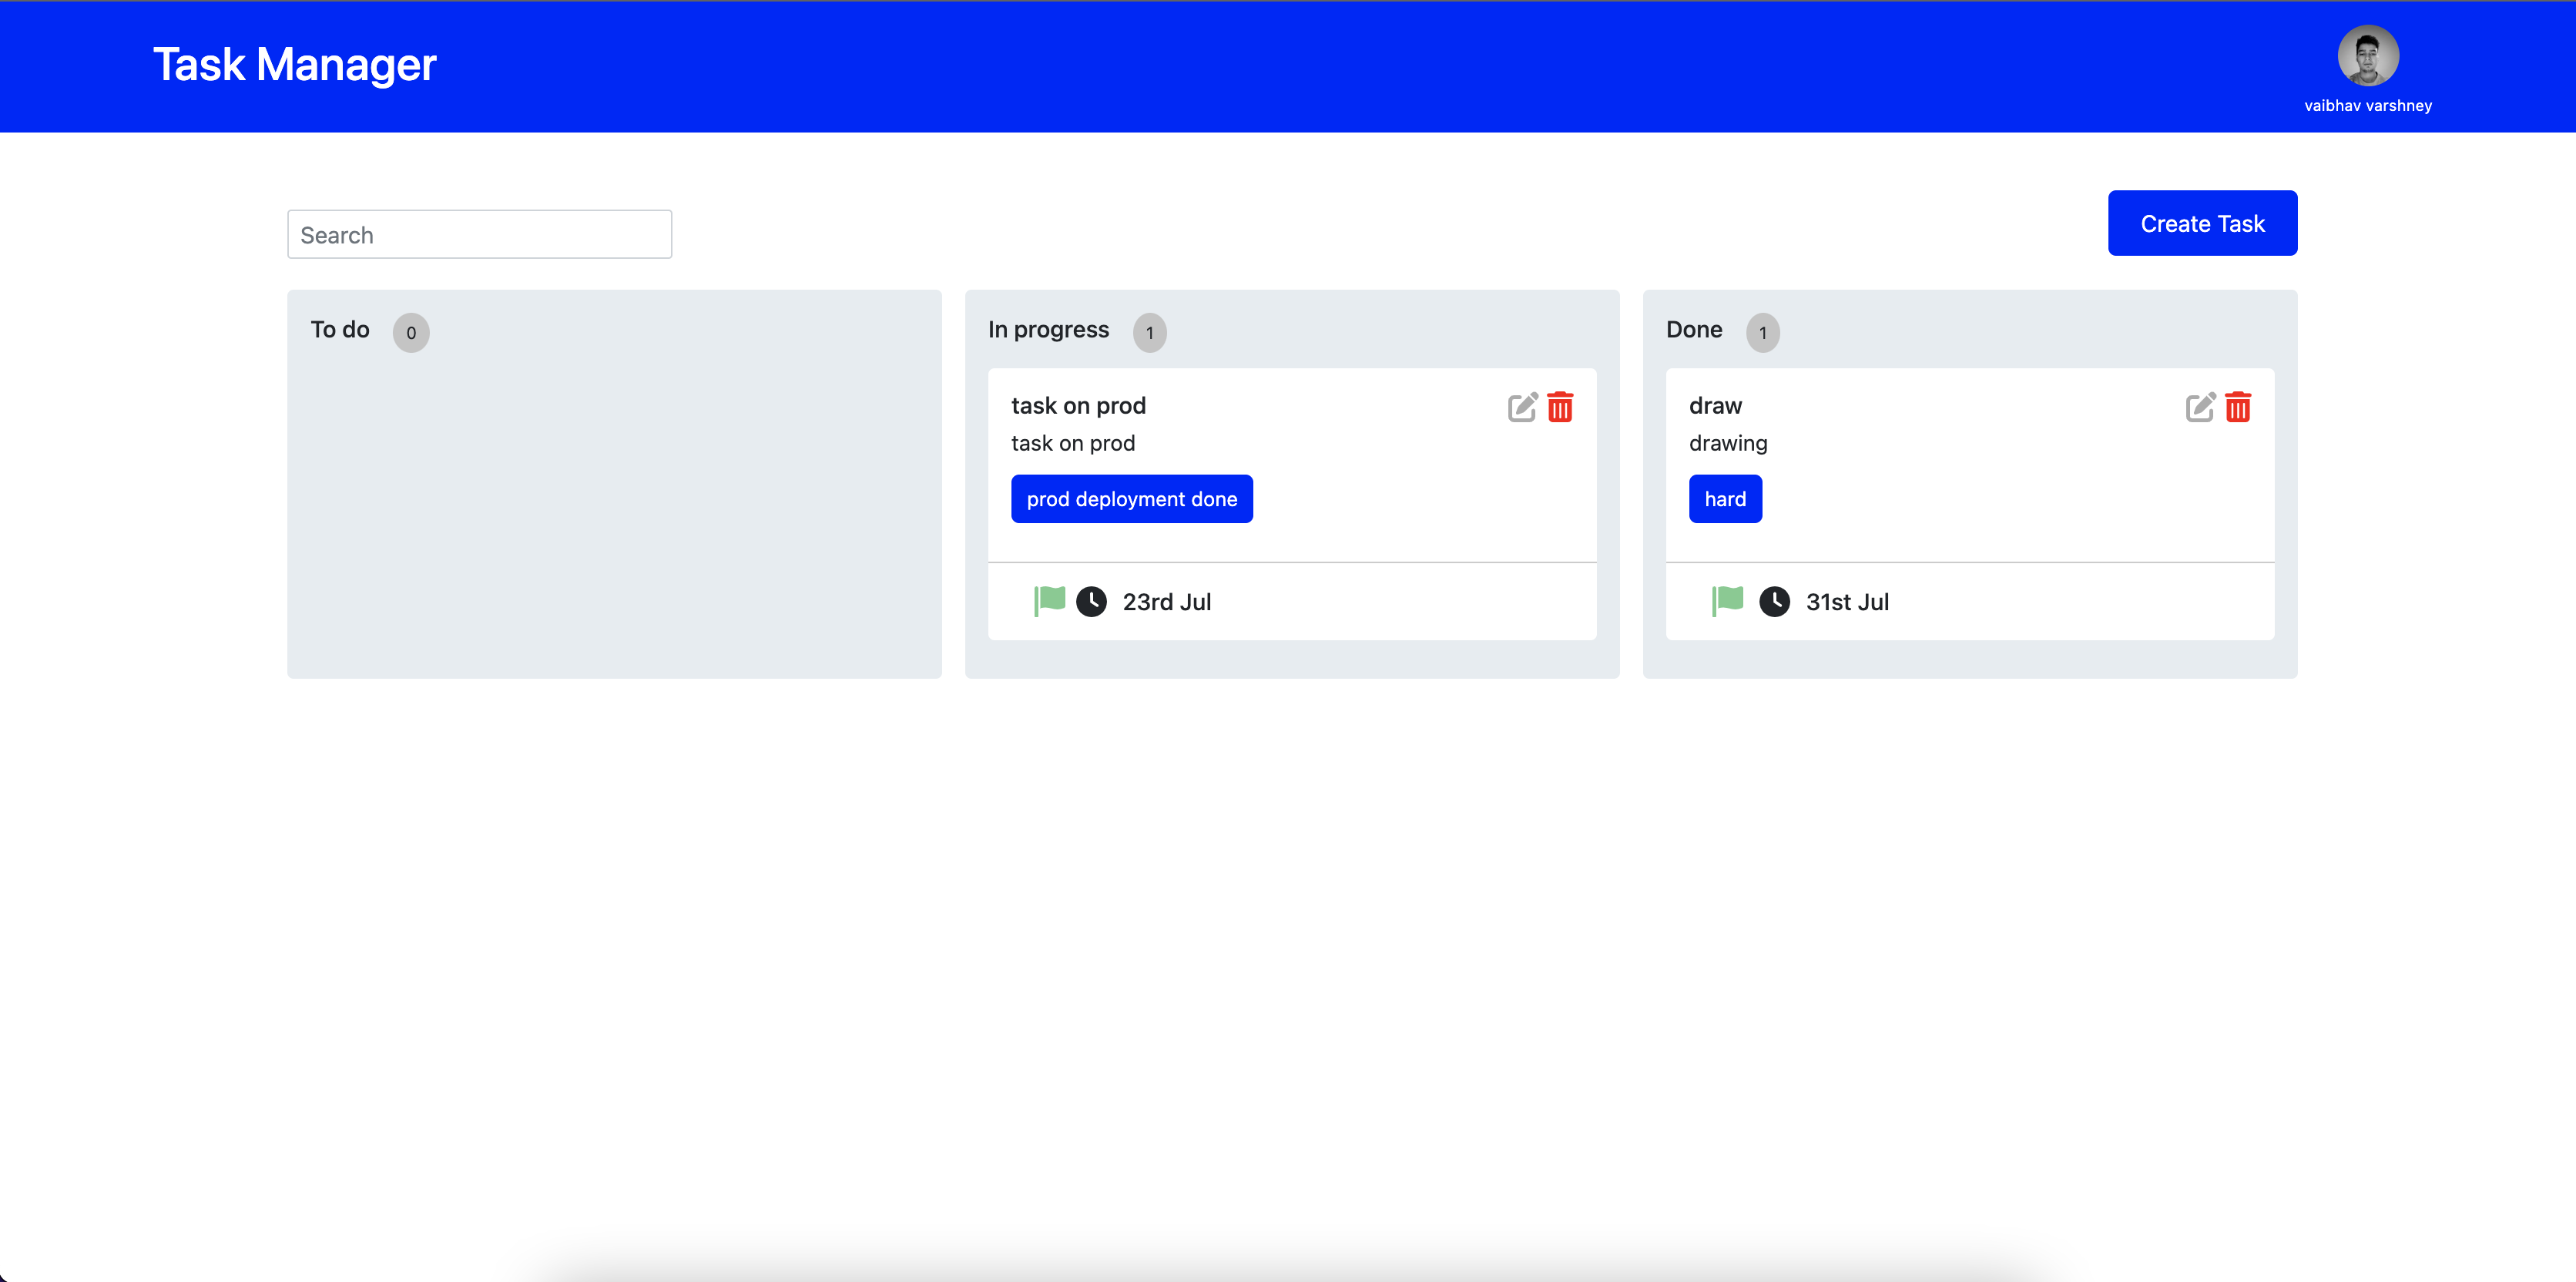 Task Manager
vaibhav varshney
Search
Create Task
To do 0
In progress 1
task on prod
task on prod
prod deployment done
23rd Jul
Done 1
draw
drawing
hard
31st Jul